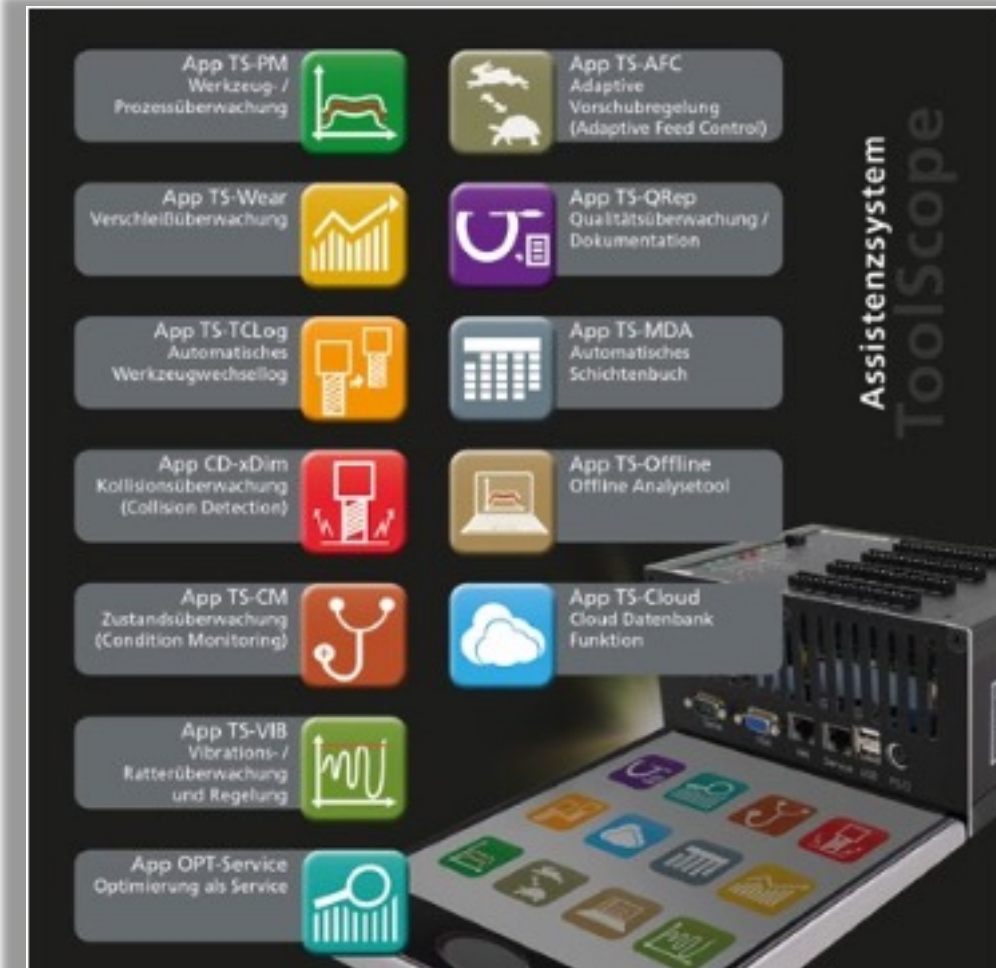 App TS-PM
Werkzeug- /
Prozessüberwachung
App TS-Wear
Verschleißüberwachung
App TS-TCLog
Automatisches
Werkzeugwechsellog
App CD-xDim
Kollisionsüberwachung
(Collision Detection)
App TS-CM
Zustandsüberwachung
(Condition Monitoring)
App TS-VIB
Vibrations- /
Ratterüberwachung
und Regelung
App OPT-Service
Optimierung als Service
App TS-AFC
Adaptive
Vorschubregelung
(Adaptive Feed Control)
App TS-QRep
Qualitätsüberwachung /
Dokumentation
App TS-MDA
Automatisches
Schichtenbuch
App TS-Offline
Offline Analysetool
App TS-Cloud
Cloud Datenbank
Funktion
Assistenzsystem
ToolScope
Service
USB